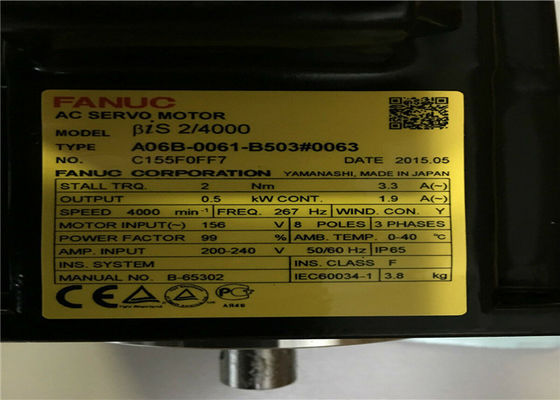 FANUC
AC SERVO MOTOR
MODEL βiS 2/4000
TYPE A06B-0061-B503#0063
NO. C155F0FF7 DATE 2015.05
FANUC CORPORATION YAMANASHI, MADE IN JAPAN
STALL TRQ. 2 Nm 3.3 A(~)
OUTPUT 0.5 kW CONT. 1.9 A(~)
SPEED 4000 min⁻¹ FREQ. 267 Hz WIND. CON. Y
MOTOR INPUT(~) 156 V 8 POLES 3 PHASES
POWER FACTOR 99 % AMB. TEMP. 0-40 °C
AMP. INPUT 200-240 V 50/60 Hz IP65
INS. SYSTEM INS. CLASS F
MANUAL NO. B-65302 IEC60034-1 3.8 kg
CE